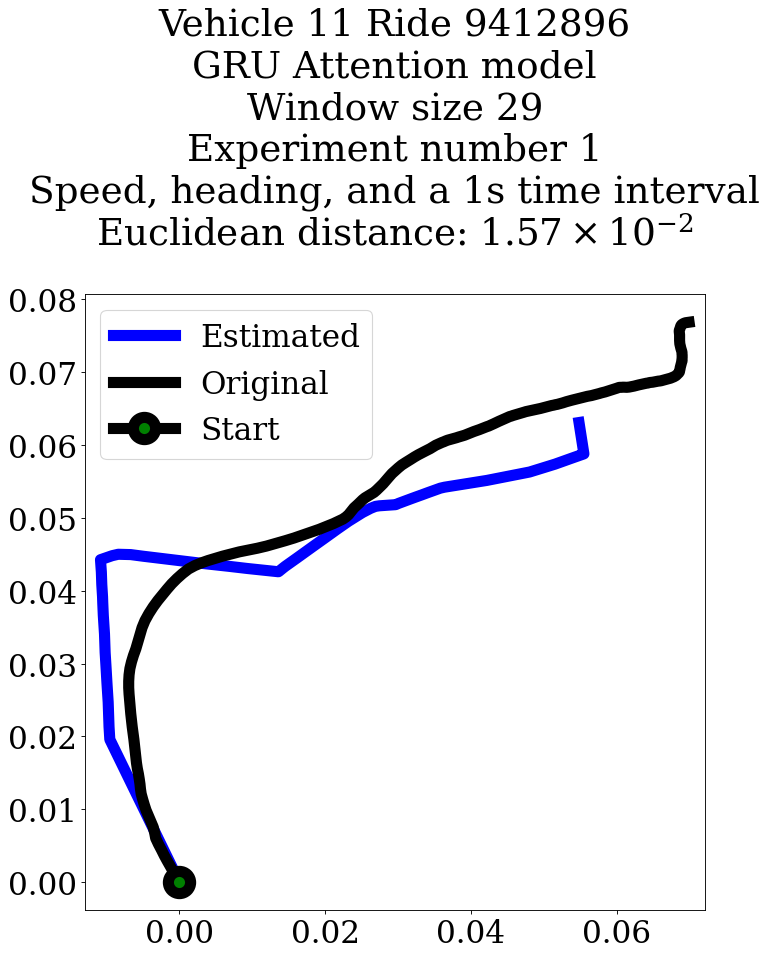 Vehicle 11 Ride 9412896
GRU Attention model
Window size 29
Experiment number 1
Speed, heading, and a 1s time interval
Euclidean distance: 1.57 × 10⁻²
0.08
0.07
0.06
0.05
0.04
0.03
0.02
0.01
0.00
Estimated
Original
Start
0.00 0.02 0.04 0.06